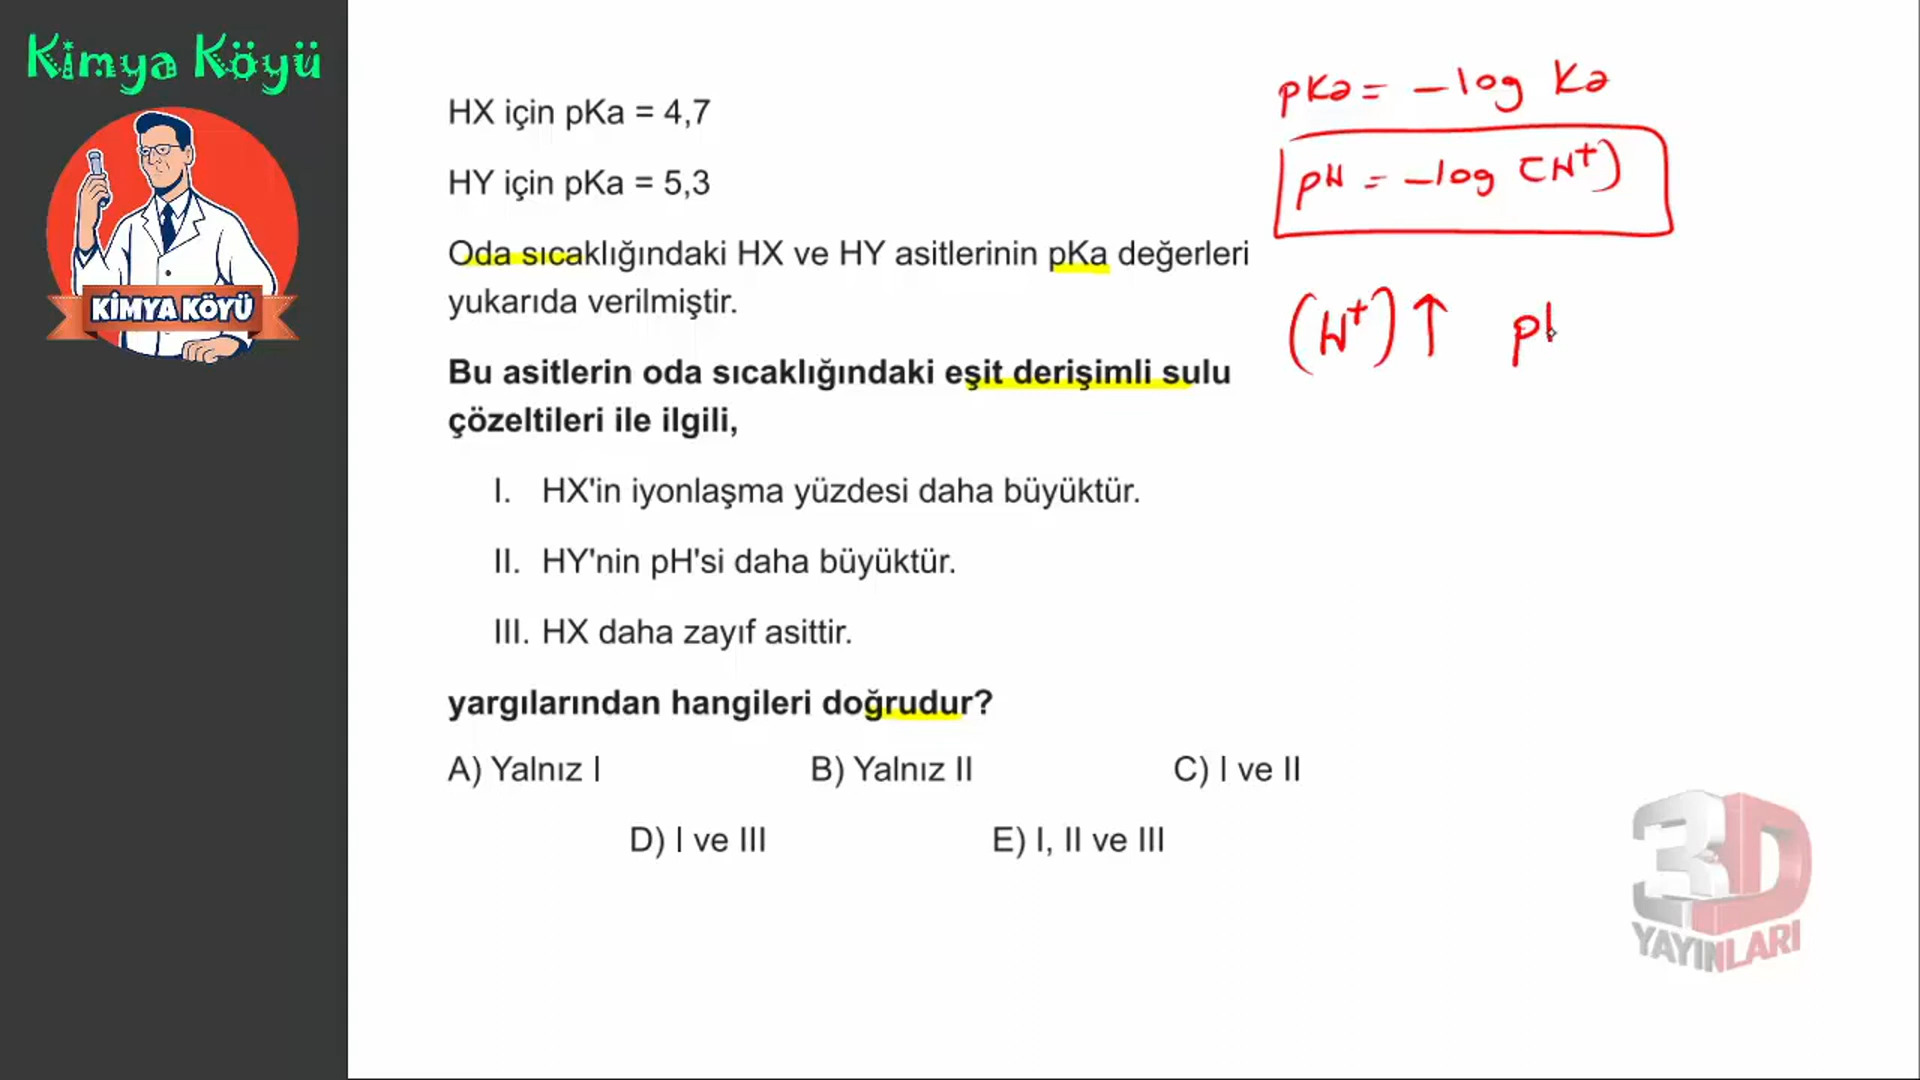 Kimya Köyü
KİMYA KÖYÜ
HX için pKa = 4,7
HY için pKa = 5,3
Oda sıcaklığındaki HX ve HY asitlerinin pKa değerleri
yukarıda verilmiştir.
Bu asitlerin oda sıcaklığındaki eşit derişimli sulu
çözeltileri ile ilgili,
I. HX'in iyonlaşma yüzdesi daha büyüktür.
II. HY'nin pH'si daha büyüktür.
III. HX daha zayıf asittir.
yargılarından hangileri doğrudur?
A) Yalnız I
B) Yalnız II
C) I ve II
D) I ve III
E) I, II ve III
pKa = -log Ka
pH = -log [H+]
(H+) ↑ p
3D
YAYINLARI